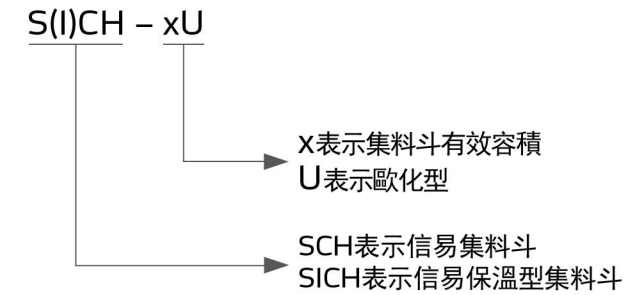 S(I)CH – xU
x表示集料斗有效容積
U表示歐化型
SCH表示信易集料斗
SICH表示信易保溫型集料斗